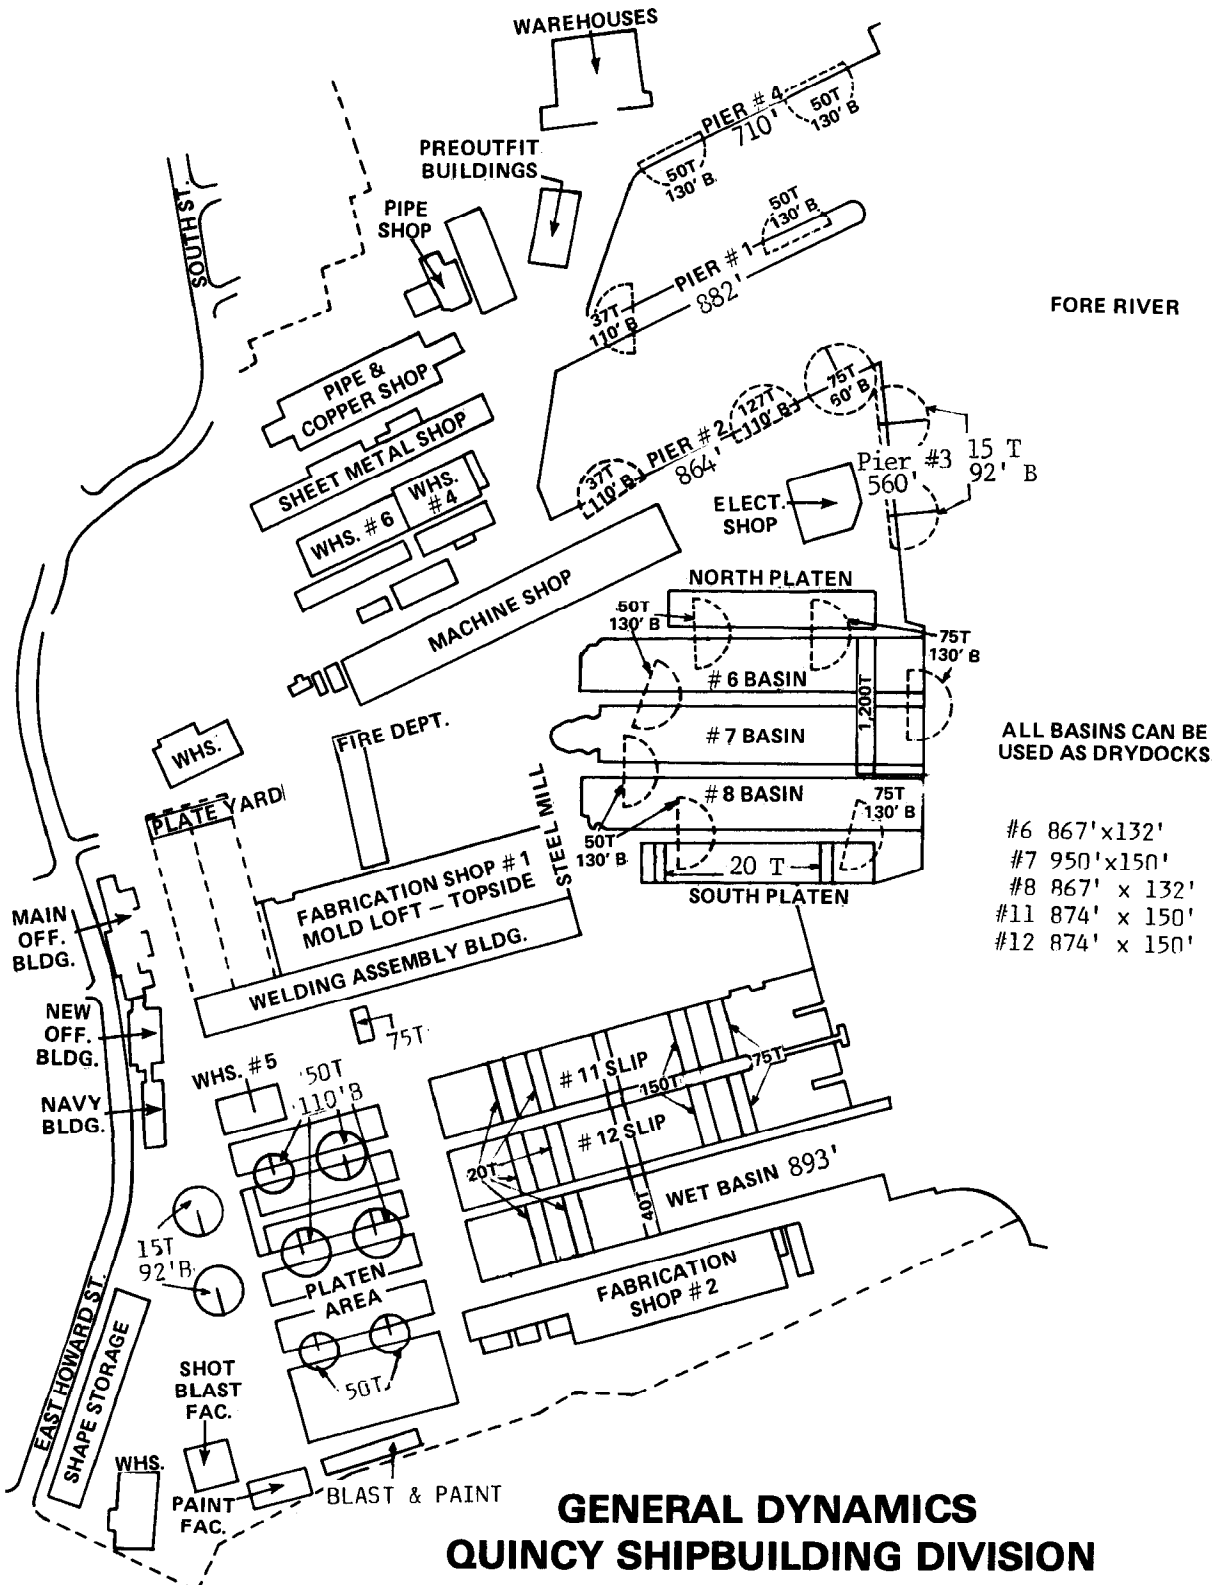 WAREHOUSES
PIER # 4
710'
50T
130' B
50T
130' B
PREOUTFIT
BUILDINGS
SOUTH ST.
PIPE
SHOP
50T
130' B
PIER # 1
882'
37T
110' B
FORE RIVER
PIPE &
COPPER SHOP
75T
60' B
127T
110' B
PIER # 2
864'
37T
110' B
Pier #3
560'
15 T
92' B
SHEET METAL SHOP
WHS.
#4
WHS. #6
ELECT.
SHOP
MACHINE SHOP
NORTH PLATEN
50T
130' B
75T
130' B
# 6 BASIN
1,200T
# 7 BASIN
# 8 BASIN
75T
130' B
50T
130' B
20 T
SOUTH PLATEN
ALL BASINS CAN BE
USED AS DRYDOCKS
#6 867'x132'
#7 950'x150'
#8 867' x 132'
#11 874' x 150'
#12 874' x 150'
FIRE DEPT.
WHS.
PLATE YARD
STEEL MILL
FABRICATION SHOP #1
MOLD LOFT – TOPSIDE
WELDING ASSEMBLY BLDG.
MAIN
OFF.
BLDG.
NEW
OFF.
BLDG.
NAVY
BLDG.
75T
WHS. #5
50T
110'B
# 11 SLIP
150T
75T
# 12 SLIP
20T
40T
WET BASIN 893'
15T
92'B
PLATEN
AREA
FABRICATION
SHOP #2
EAST HOWARD ST.
SHAPE STORAGE
50T
SHOT
BLAST
FAC.
WHS.
PAINT
FAC.
BLAST & PAINT
GENERAL DYNAMICS
QUINCY SHIPBUILDING DIVISION